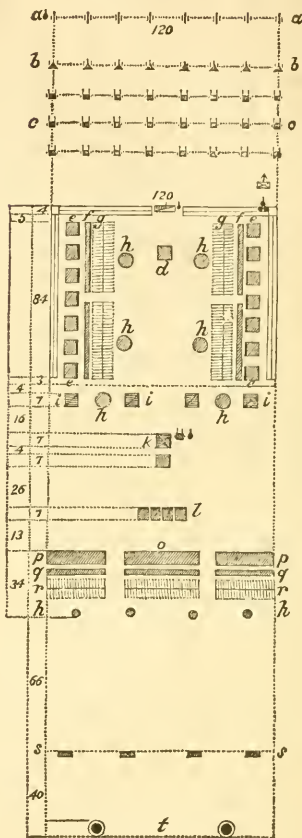 a a
120
b b
c c
120
4
5 e f g g f e
h h
d
84
h h
3 e e
4
7 i h i h i
16
7 k
4
7
26
7 l
13
o
p p
34 q q
r r
h h
66
s s
40
t